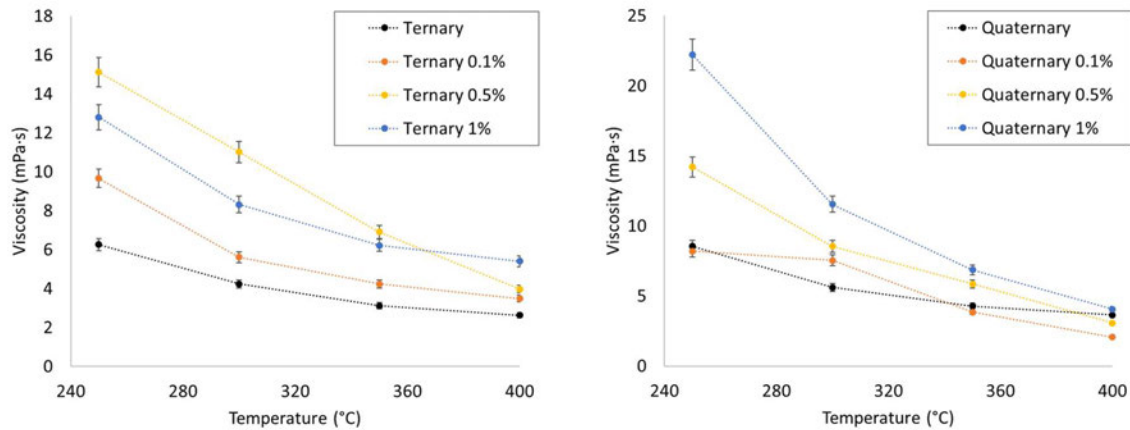 18
16
14
12
10
8
6
4
2
0
Viscosity (mPa·s)
240
280
320
360
400
Temperature (°C)
Ternary
Ternary 0.1%
Ternary 0.5%
Ternary 1%
25
20
15
10
5
0
Viscosity (mPa·s)
240
280
320
360
400
Temperature (°C)
Quaternary
Quaternary 0.1%
Quaternary 0.5%
Quaternary 1%